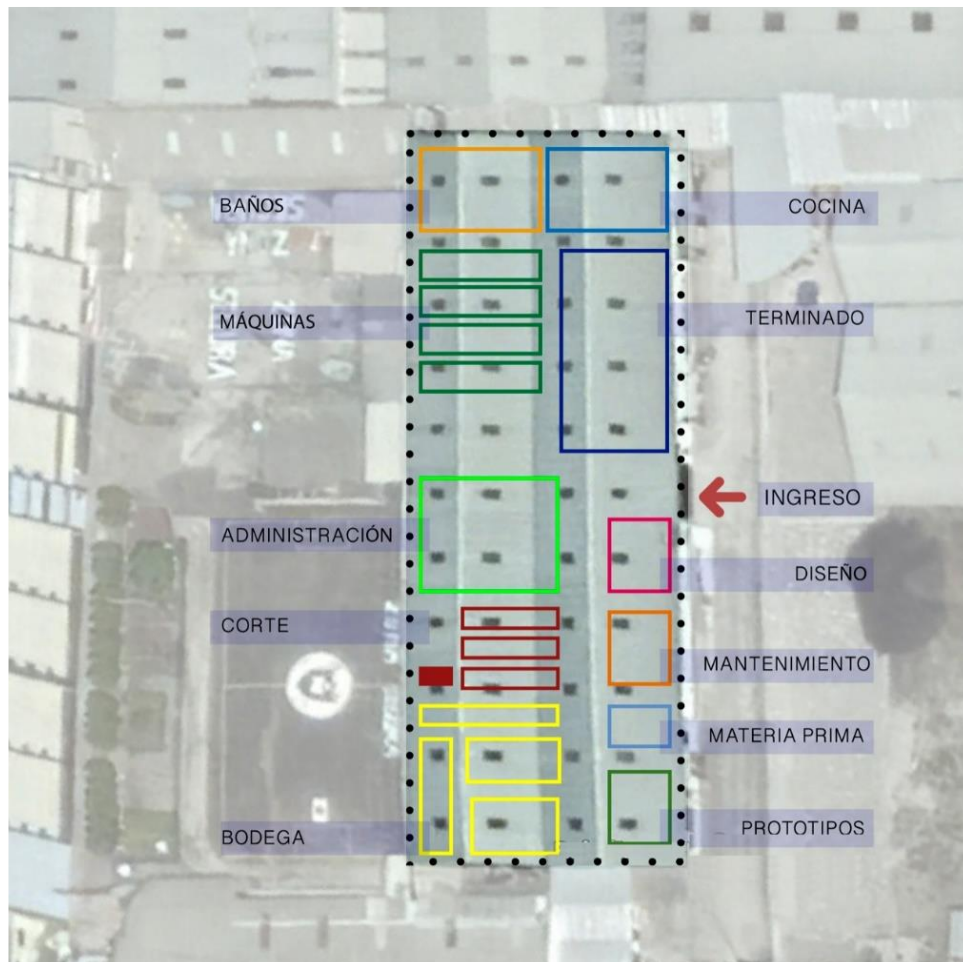 BAÑOS
COCINA
MÁQUINAS
TERMINADO
INGRESO
ADMINISTRACIÓN
DISEÑO
CORTE
MANTENIMIENTO
MATERIA PRIMA
BODEGA
PROTOTIPOS